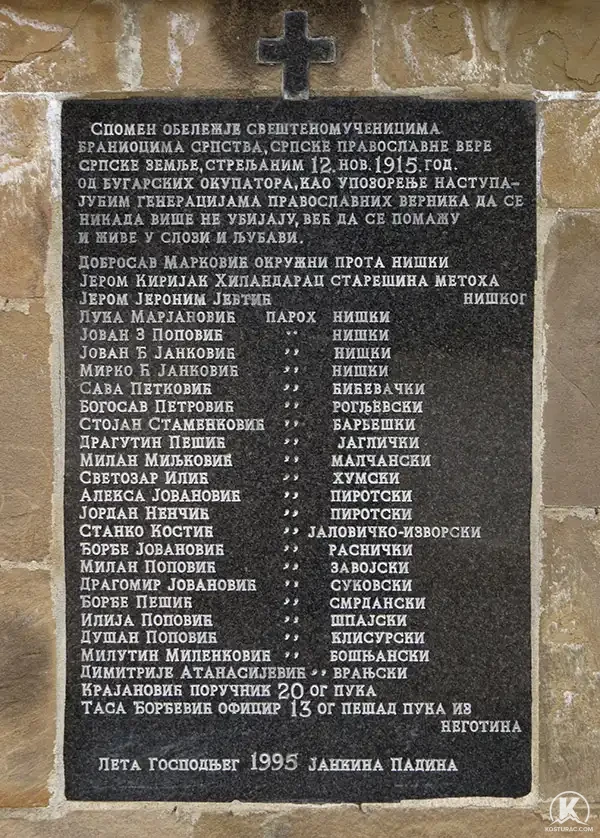 Спомен обележје свештеномученицима
браниоцима српства, српске православне вере
српске земље, стрељаним 12. нов. 1915. год.
од бугарских окупатора, као упозорење наступа-
јућим генерацијама православних верника да се
никада више не убијају, већ да се помажу
и живе у слози и љубави.
Добросав Марковић окружни прота нишки
Јером Киријак Хиландарац старешина метоха
Јером Јероним Јевтић нишког
Лука Марјановић парох нишки
Јован З Поповић ,, нишки
Јован Ђ Јанковић ,, нишки
Мирко Ђ Јанковић ,, нишки
Сава Петковић ,, Бићевачки
Богосав Петровић ,, Рогљевски
Стојан Стаменковић ,, Барбешки
Драгутин Пешић ,, Јаглички
Милан Миљковић ,, Малчански
Светозар Илић ,, Хумски
Алекса Јовановић ,, Пиротски
Јордан Ненчић ,, Пиротски
Станко Костић ,, Јаловичко-Изворски
Ђорђе Јовановић ,, Раснички
Милан Поповић ,, Завојски
Драгомир Јовановић ,, Суковски
Ђорђе Пешић ,, Смрдански
Илија Поповић ,, Шпајски
Душан Поповић ,, Клисурски
Милутин Миленковић ,, Бошњански
Димитрије Атанасијевић ,, Врањски
Крајановић поручник 20 ог пука
Таса Ђорђевић официр 13 ог пешад пука из
Неготина
Лета Господњег 1995 Јанкина Падина
K
KOSTURAC.COM